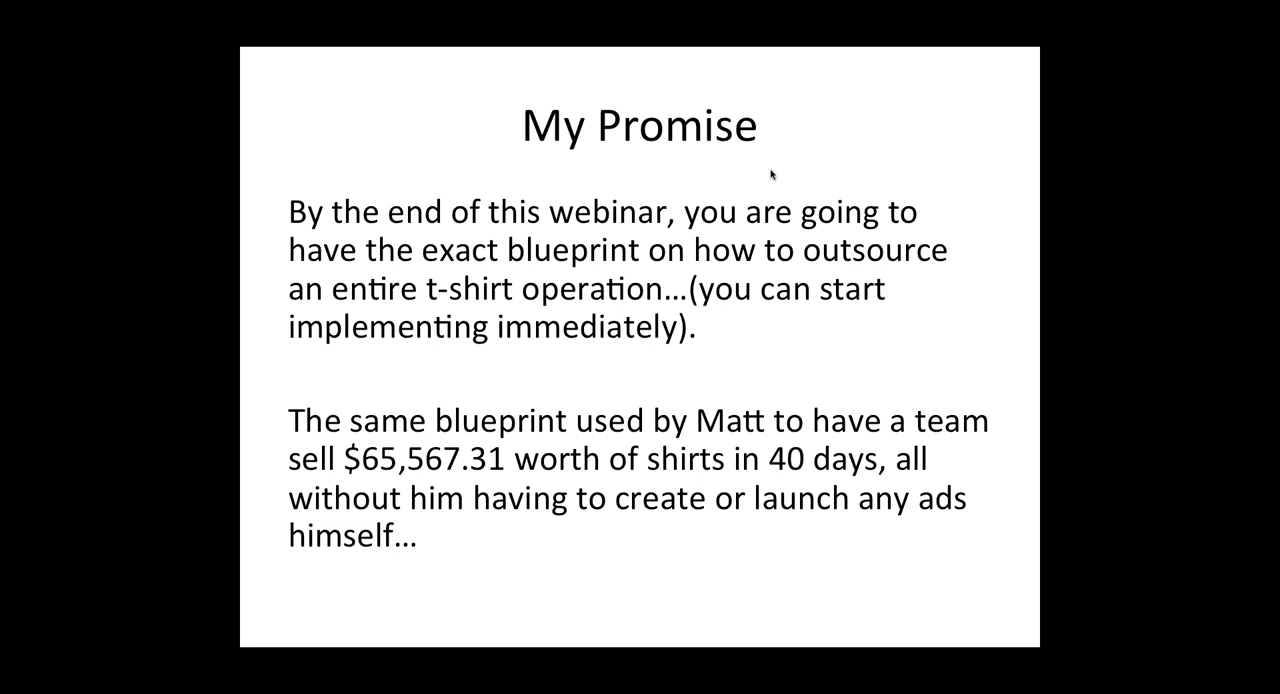 My Promise
By the end of this webinar, you are going to
have the exact blueprint on how to outsource
an entire t-shirt operation...(you can start
implementing immediately).
The same blueprint used by Matt to have a team
sell $65,567.31 worth of shirts in 40 days, all
without him having to create or launch any ads
himself...